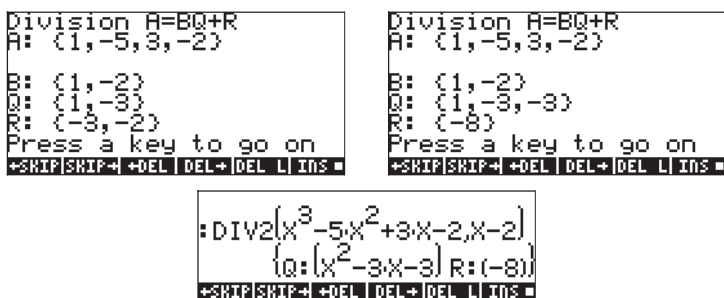 Division A=BQ+R
A: {1,-5,3,-2}
B: {1,-2}
Q: {1,-3}
R: {-3,-2}
Press a key to go on
←SKIP SKIP→ ←DEL DEL→ DEL L INS ■
Division A=BQ+R
A: {1,-5,3,-2}
B: {1,-2}
Q: {1,-3,-3}
R: {-8}
Press a key to go on
←SKIP SKIP→ ←DEL DEL→ DEL L INS ■
:DIV2(X³-5·X²+3·X-2,X-2)
{Q:(X²-3·X-3) R:(-8)}
←SKIP SKIP→ ←DEL DEL→ DEL L INS ■